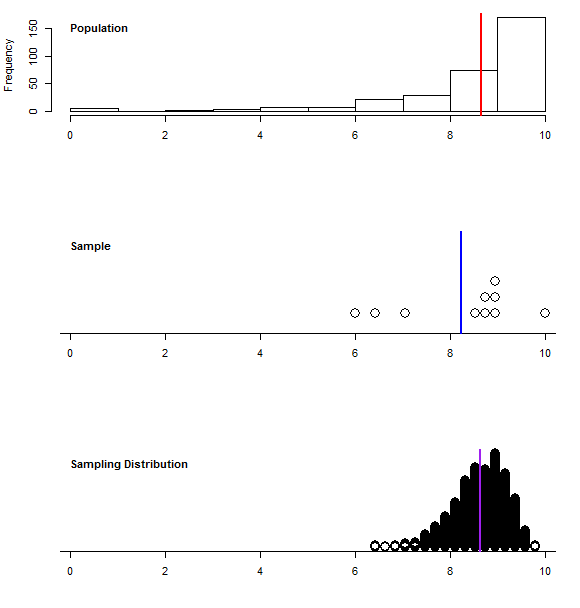 Population
Frequency
0 50 100 150
0 2 4 6 8 10
Sample
0 2 4 6 8 10
Sampling Distribution
0 2 4 6 8 10